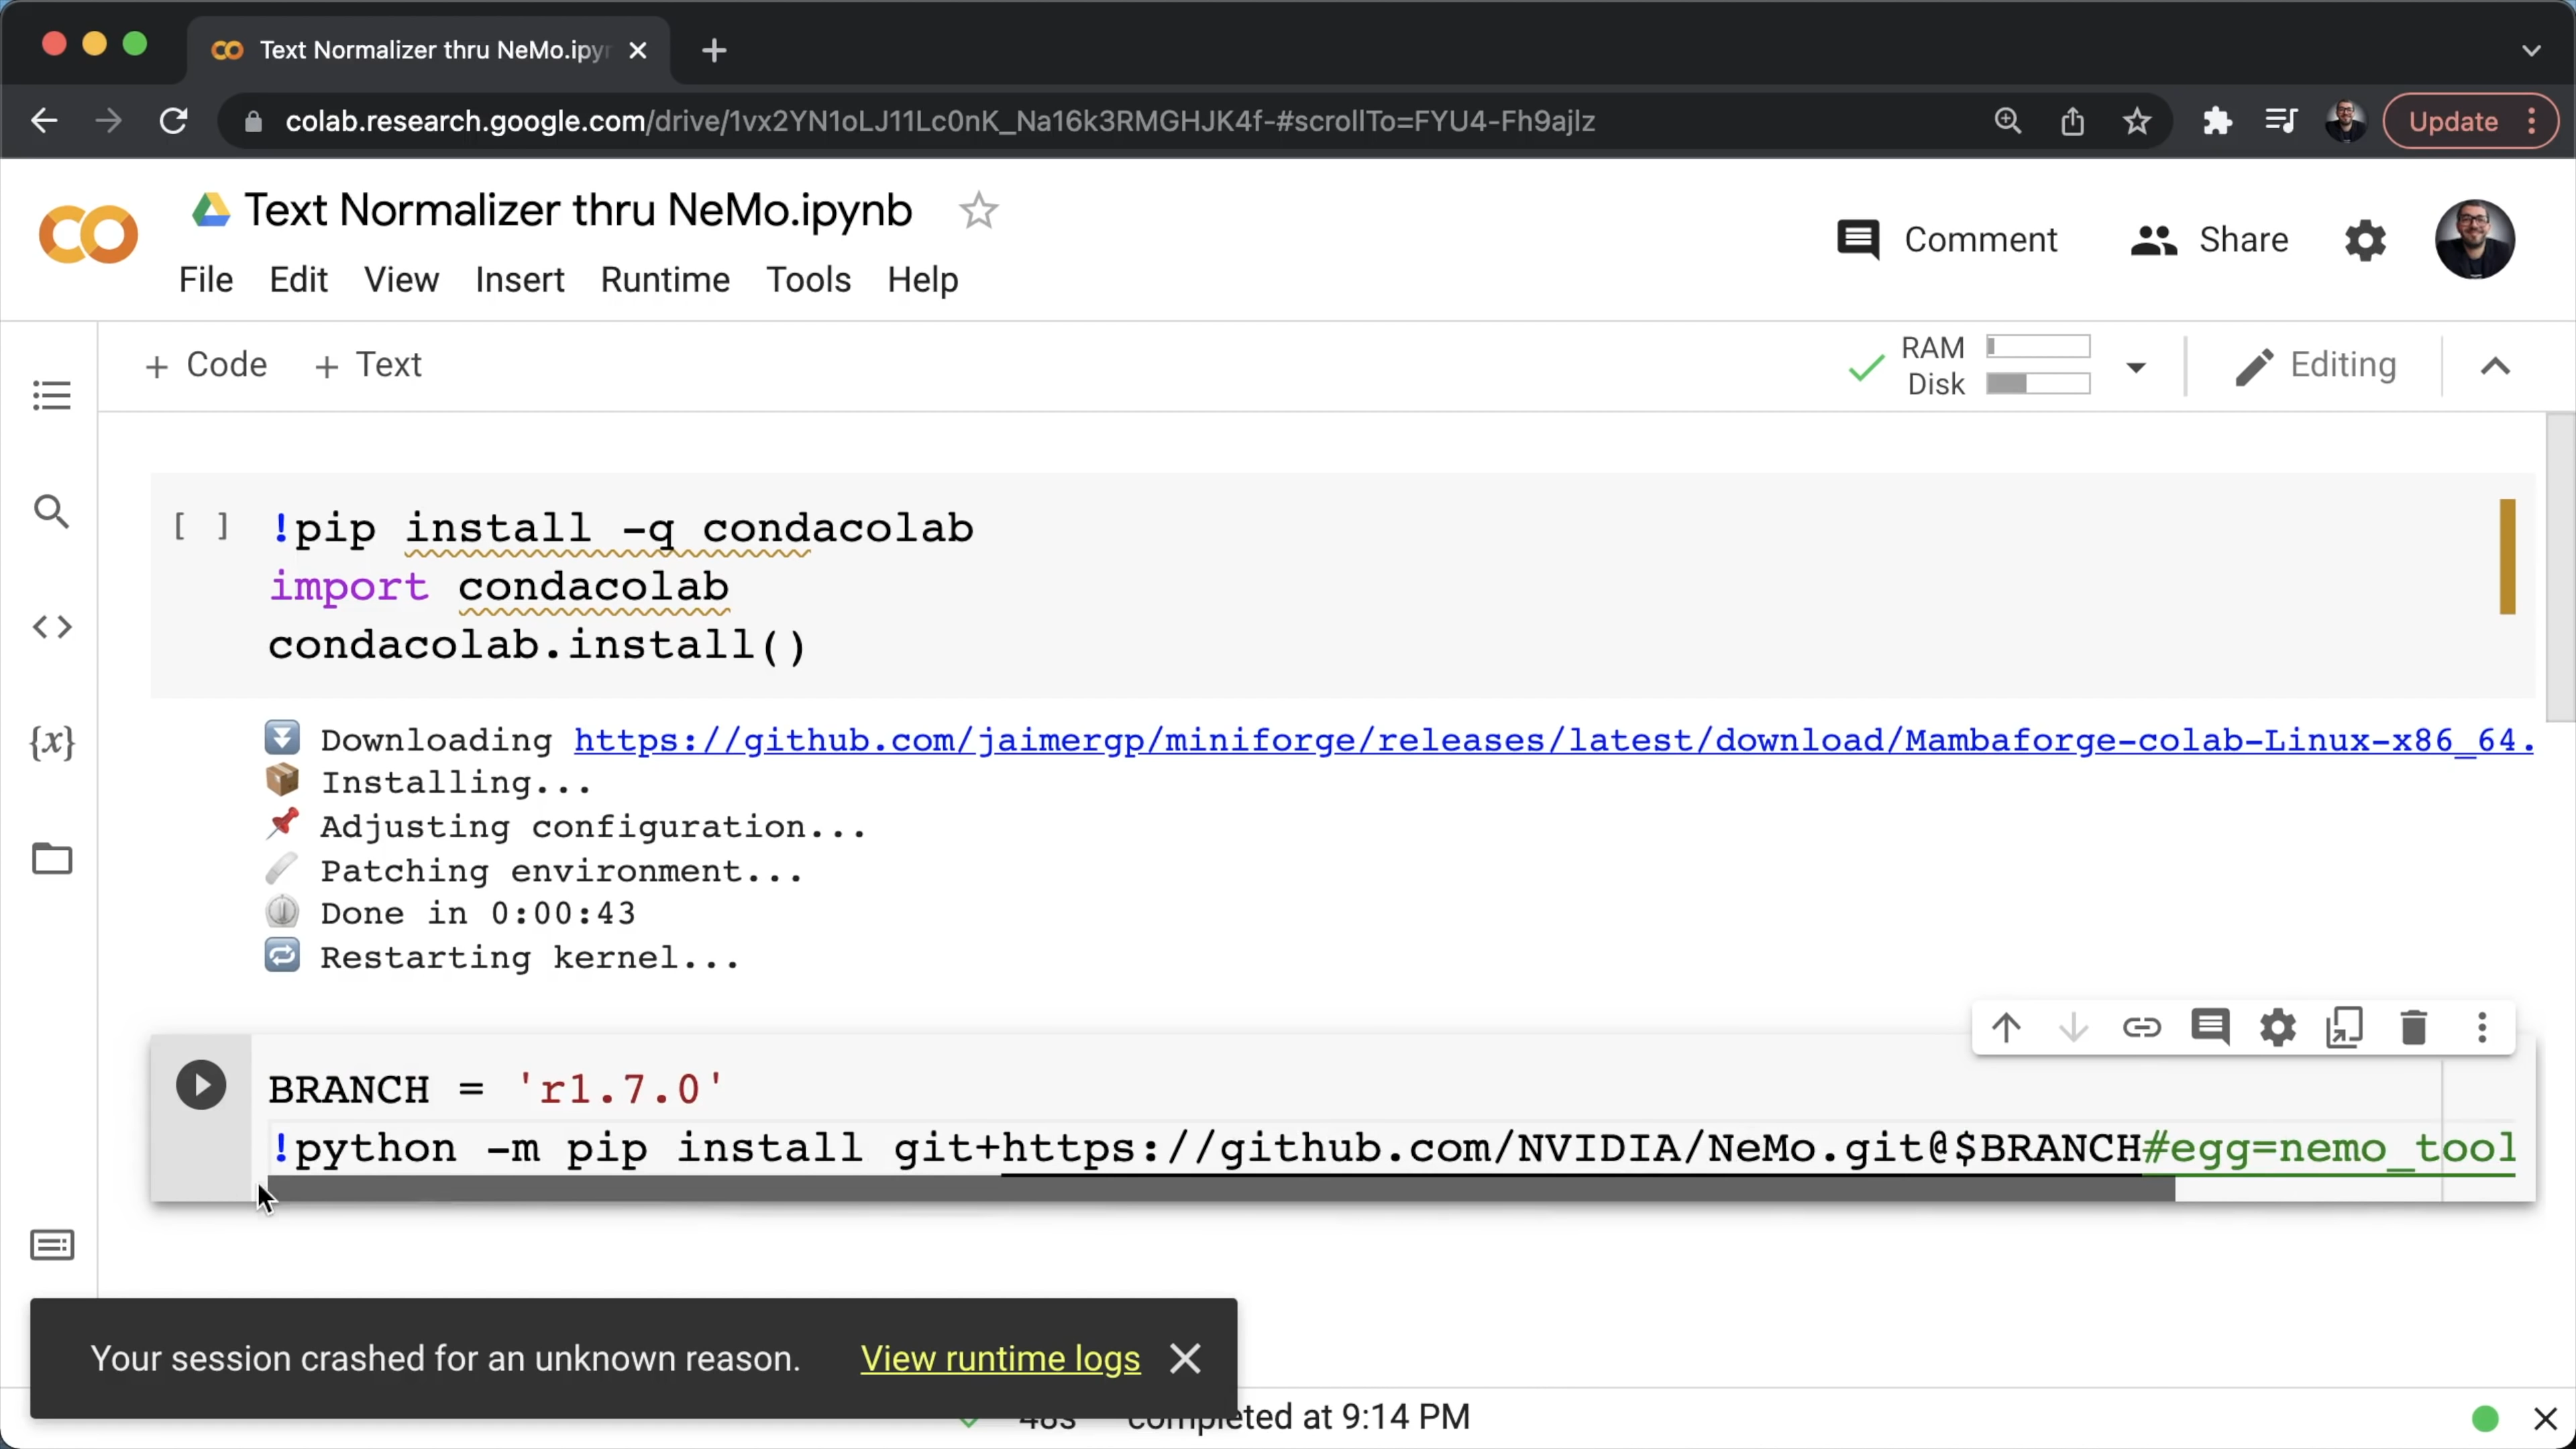 Text Normalizer thru NeMo.ipyn
colab.research.google.com/drive/1vx2YN1oLJ11Lc0nK_Na16k3RMGHJK4f-#scrollTo=FYU4-Fh9ajIz
Update
Text Normalizer thru NeMo.ipynb
Comment
Share
File Edit View Insert Runtime Tools Help
+ Code + Text
RAM
Disk
Editing
[ ] !pip install -q condacolab
import condacolab
condacolab.install()
Downloading https://github.com/jaimergp/miniforge/releases/latest/download/Mambaforge-colab-Linux-x86_64.
Installing...
Adjusting configuration...
Patching environment...
Done in 0:00:43
Restarting kernel...
BRANCH = 'r1.7.0'
!python -m pip install git+https://github.com/NVIDIA/NeMo.git@$BRANCH#egg=nemo_tool
Your session crashed for an unknown reason. View runtime logs
48s completed at 9:14 PM